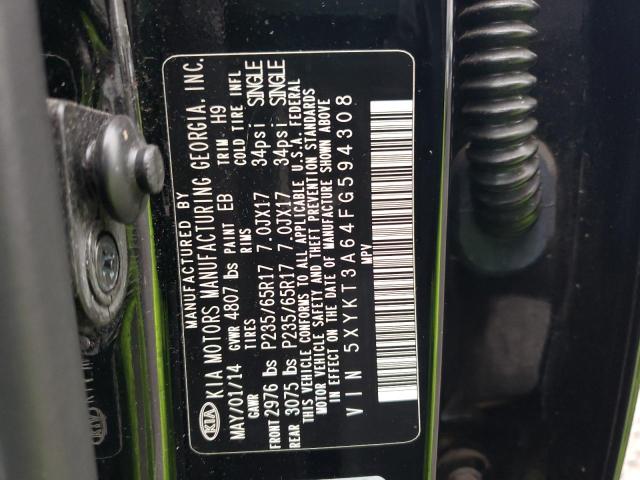 MANUFACTURED BY
KIA KIA MOTORS MANUFACTURING GEORGIA, INC.
MAY/01/14 GVWR 4807 lbs PAINT EB TRIM H9
GAWR TIRES RIMS COLD TIRE INFL
FRONT 2976 lbs P235/65R17 7.0JX17 34psi SINGLE
REAR 3075 lbs P235/65R17 7.0JX17 34psi SINGLE
THIS VEHICLE CONFORMS TO ALL APPLICABLE U.S.A. FEDERAL
MOTOR VEHICLE SAFETY AND THEFT PREVENTION STANDARDS
IN EFFECT ON THE DATE OF MANUFACTURE SHOWN ABOVE
VIN 5XYKT3A64FG594308
MPV